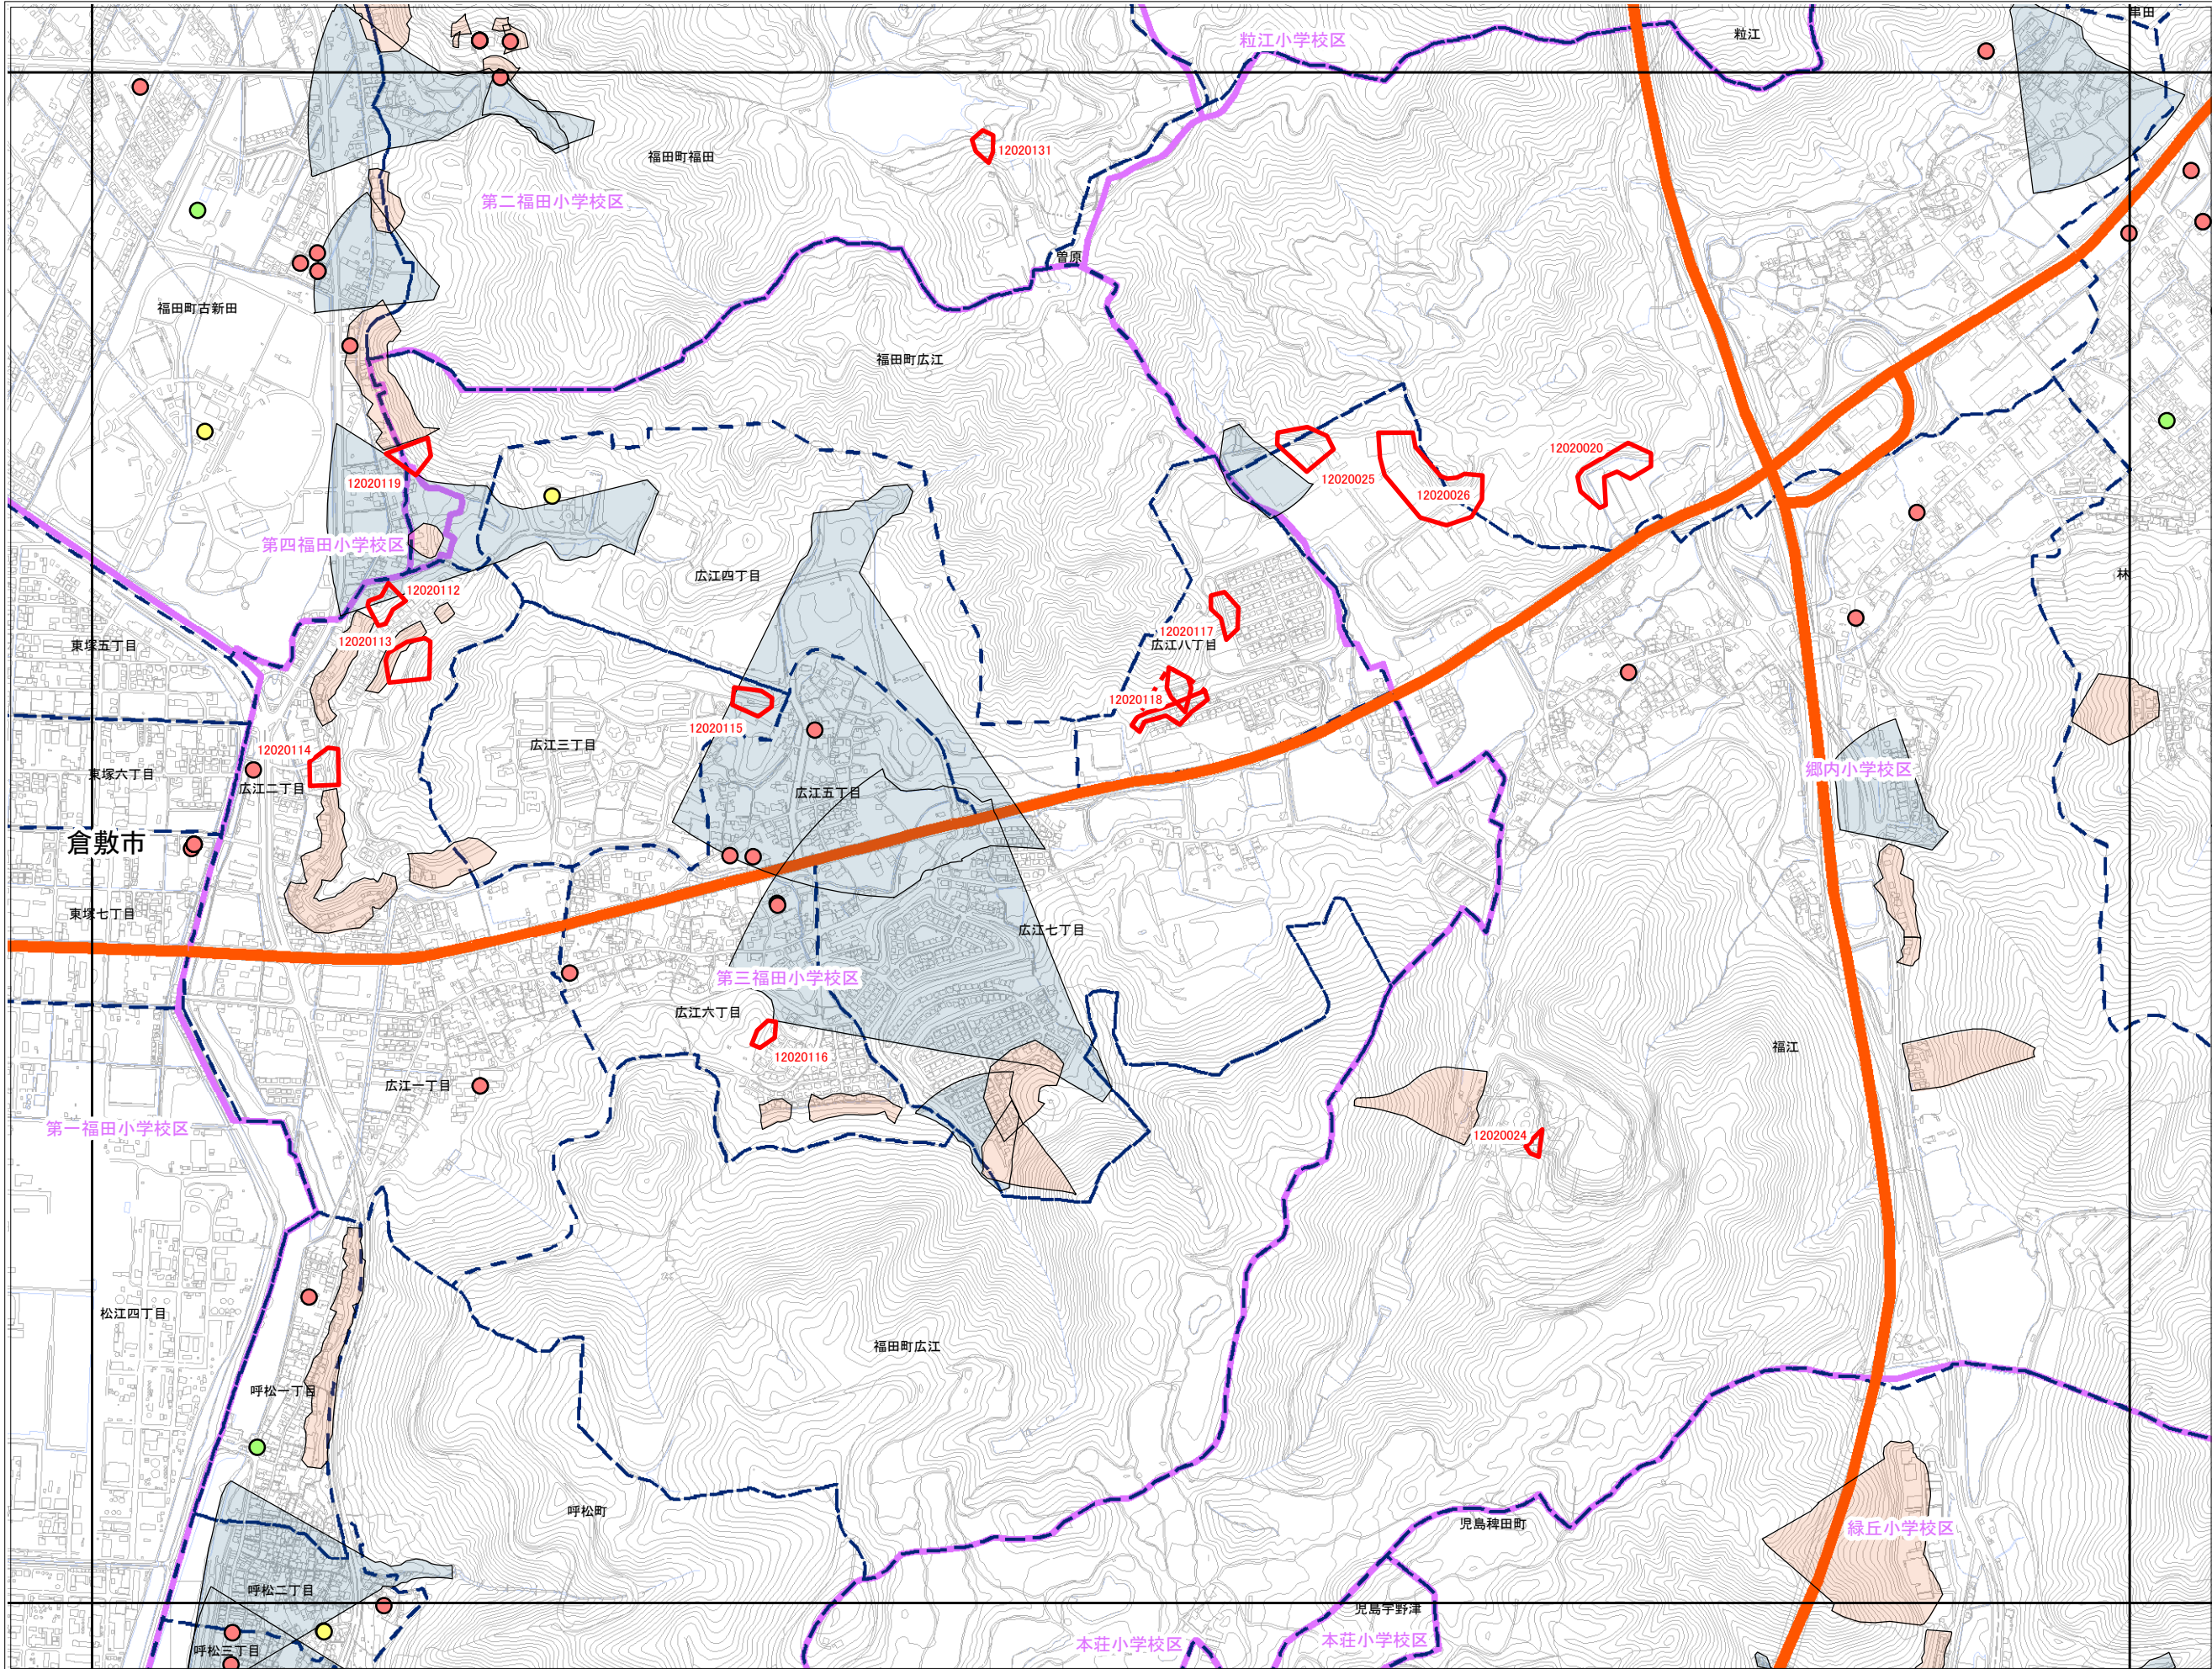 串田
粒江
粒江小学校区
12020131
福田町福田
第二福田小学校区
曽原
福田町古新田
福田町広江
12020020
12020025
12020119
12020026
第四福田小学校区
広江四丁目
林
12020112
12020117
12020113
東塚五丁目
広江八丁目
12020118
12020115
広江三丁目
12020114
郷内小学校区
東塚六丁目
広江二丁目
広江五丁目
倉敷市
東塚七丁目
広江七丁目
第三福田小学校区
広江六丁目
福江
12020116
広江一丁目
第一福田小学校区
12020024
松江四丁目
福田町広江
呼松一丁目
呼松町
児島稗田町
緑丘小学校区
呼松二丁目
児島宇野津
本荘小学校区
本荘小学校区
呼松三丁目